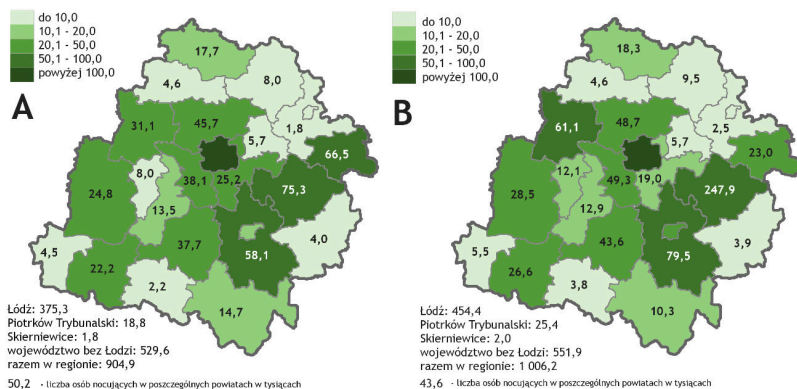 do 10,0
10,1 - 20,0
20,1 - 50,0
50,1 - 100,0
powyżej 100,0
A
17,7
4,6
8,0
31,1
45,7
1,8
5,7
66,5
8,0
38,1
25,2
24,8
75,3
13,5
37,7
4,0
58,1
4,5
22,2
2,2
14,7
Łódź: 375,3
Piotrków Trybunalski: 18,8
Skierniewice: 1,8
województwo bez Łodzi: 529,6
razem w regionie: 904,9
50,2 - liczba osób nocujących w poszczególnych powiatach w tysiącach
do 10,0
10,1 - 20,0
20,1 - 50,0
50,1 - 100,0
powyżej 100,0
B
18,3
4,6
9,5
61,1
48,7
2,5
5,7
23,0
12,1
49,3
19,0
28,5
247,9
12,9
43,6
3,9
79,5
5,5
26,6
3,8
10,3
Łódź: 454,4
Piotrków Trybunalski: 25,4
Skierniewice: 2,0
województwo bez Łodzi: 551,9
razem w regionie: 1 006,2
43,6 - liczba osób nocujących w poszczególnych powiatach w tysiącach